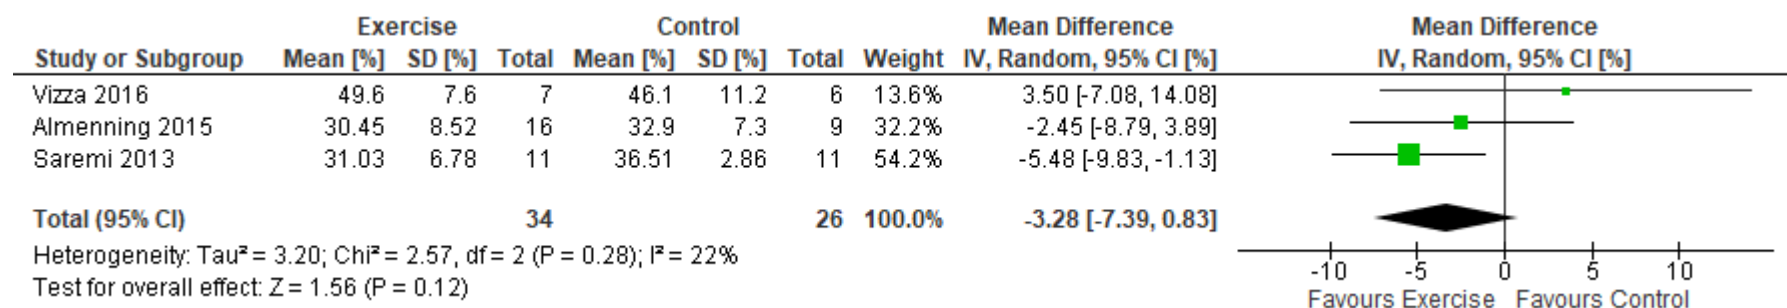 Exercise Control Mean Difference Mean Difference
Study or Subgroup Mean [%] SD [%] Total Mean [%] SD [%] Total Weight IV, Random, 95% CI [%] IV, Random, 95% CI [%]
Vizza 2016 49.6 7.6 7 46.1 11.2 6 13.6% 3.50 [-7.08, 14.08]
Almenning 2015 30.45 8.52 16 32.9 7.3 9 32.2% -2.45 [-8.79, 3.89]
Saremi 2013 31.03 6.78 11 36.51 2.86 11 54.2% -5.48 [-9.83, -1.13]
Total (95% CI) 34 26 100.0% -3.28 [-7.39, 0.83]
Heterogeneity: Tau² = 3.20; Chi² = 2.57, df = 2 (P = 0.28); I² = 22%
Test for overall effect: Z = 1.56 (P = 0.12)
-10 -5 0 5 10
Favours Exercise Favours Control